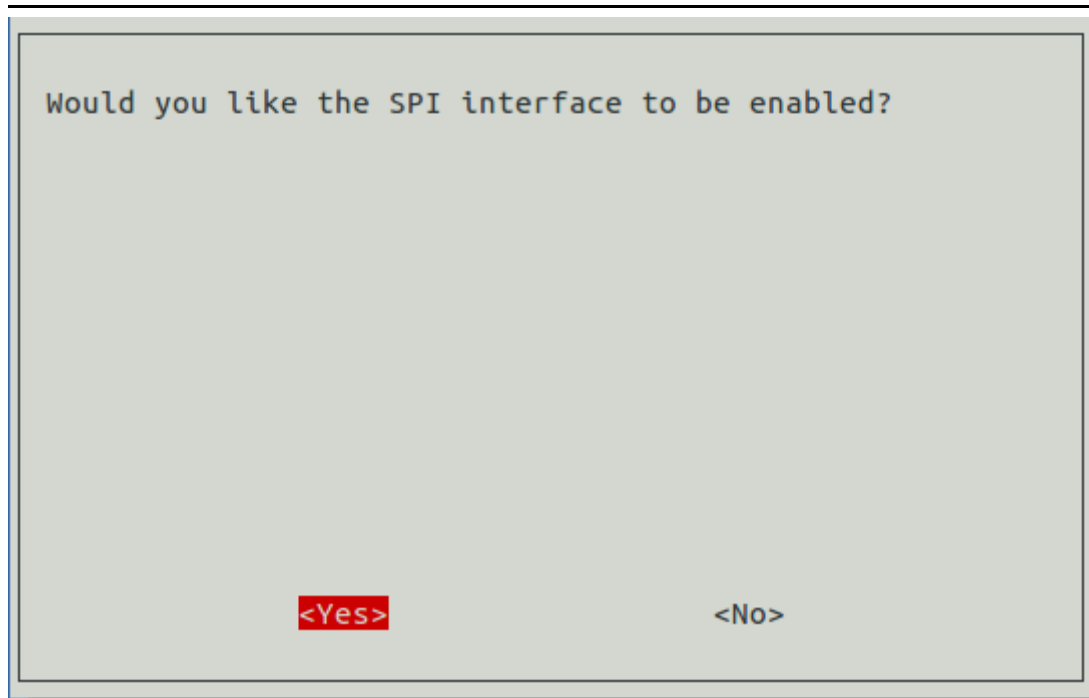 Would you like the SPI interface to be enabled?
<Yes> <No>